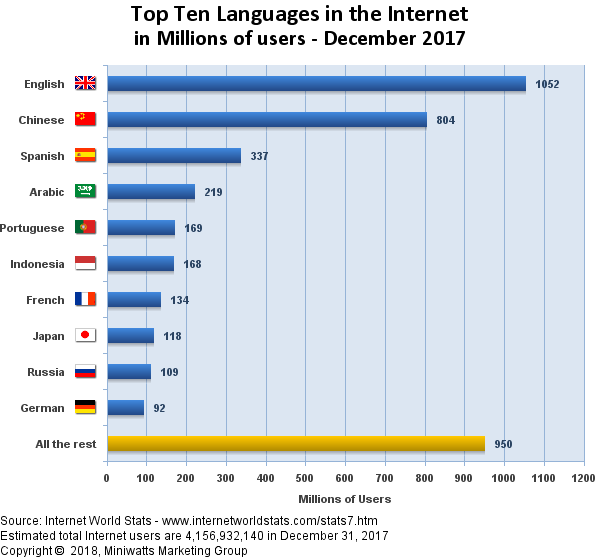 Top Ten Languages in the Internet
in Millions of users - December 2017
English 1052
Chinese 804
Spanish 337
Arabic 219
Portuguese 169
Indonesia 168
French 134
Japan 118
Russia 109
German 92
All the rest 950
0 100 200 300 400 500 600 700 800 900 1000 1100 1200
Millions of Users
Source: Internet World Stats - www.internetworldstats.com/stats7.htm
Estimated total Internet users are 4,156,932,140 in December 31, 2017
Copyright © 2018, Miniwatts Marketing Group